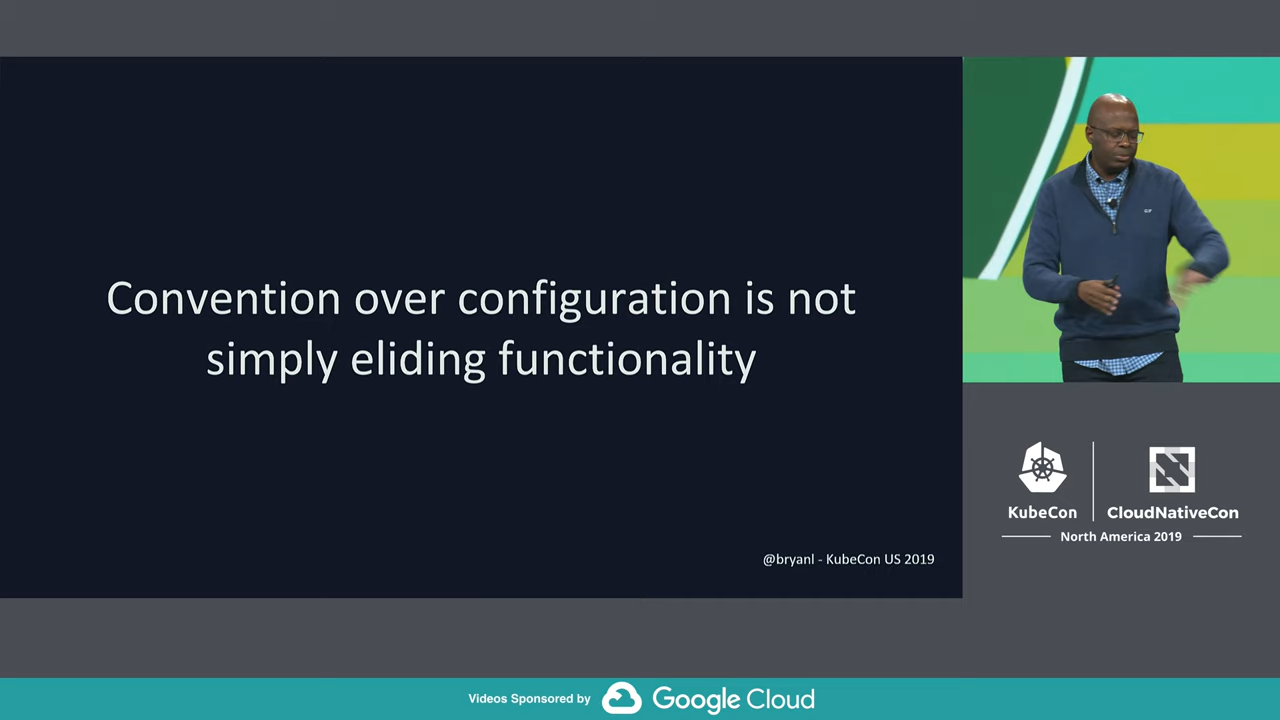 Convention over configuration is not
simply eliding functionality
@bryanl - KubeCon US 2019
KubeCon
CloudNativeCon
North America 2019
Videos Sponsored by
Google Cloud